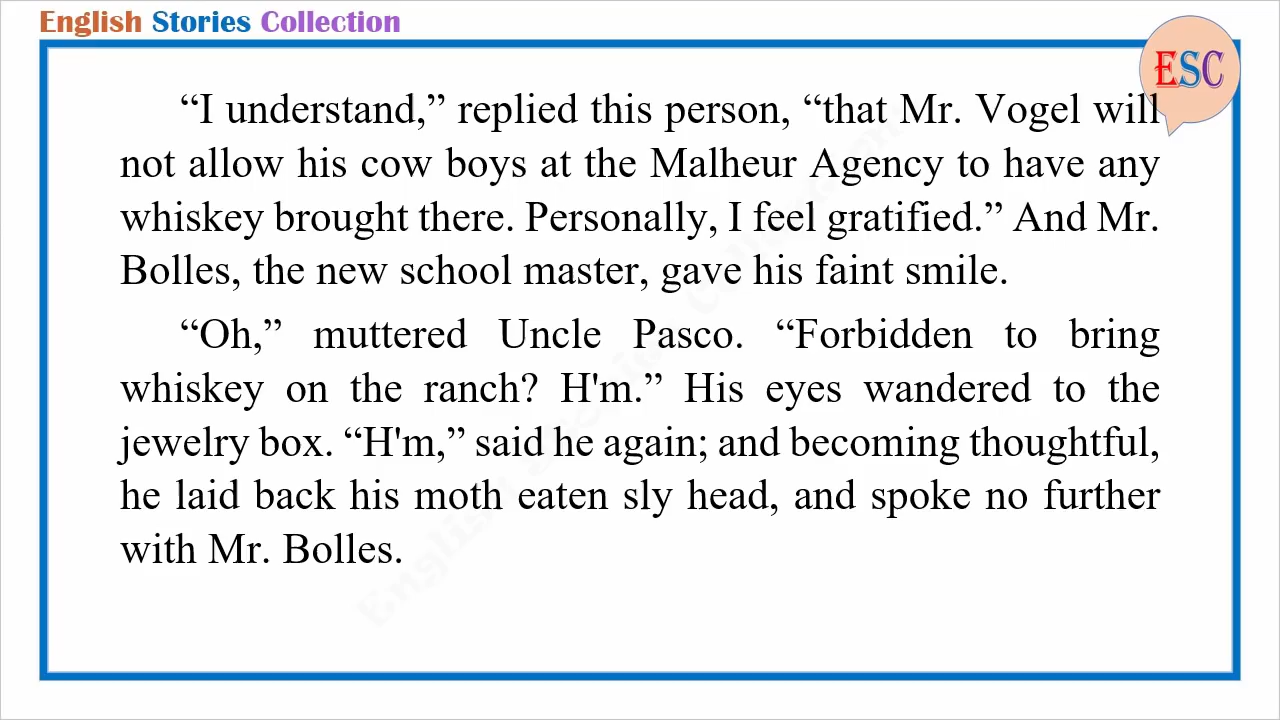 English Stories Collection
ESC
“I understand,” replied this person, “that Mr. Vogel will
not allow his cow boys at the Malheur Agency to have any
whiskey brought there. Personally, I feel gratified.” And Mr.
Bolles, the new school master, gave his faint smile.
“Oh,” muttered Uncle Pasco. “Forbidden to bring
whiskey on the ranch? H'm.” His eyes wandered to the
jewelry box. “H'm,” said he again; and becoming thoughtful,
he laid back his moth eaten sly head, and spoke no further
with Mr. Bolles.